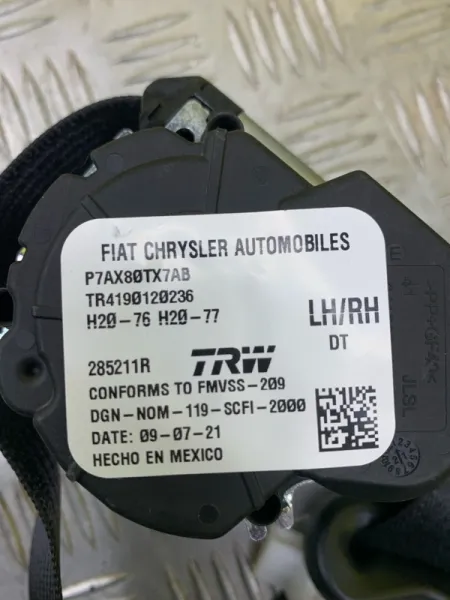 FIAT CHRYSLER AUTOMOBILES
P7AX80TX7AB
TR4190120236
H20-76 H20-77
LH/RH
DT
285211R
TRW
CONFORMS TO FMVSS-209
DGN-NOM-119-SCFI-2000
DATE: 09-07-21
HECHO EN MEXICO